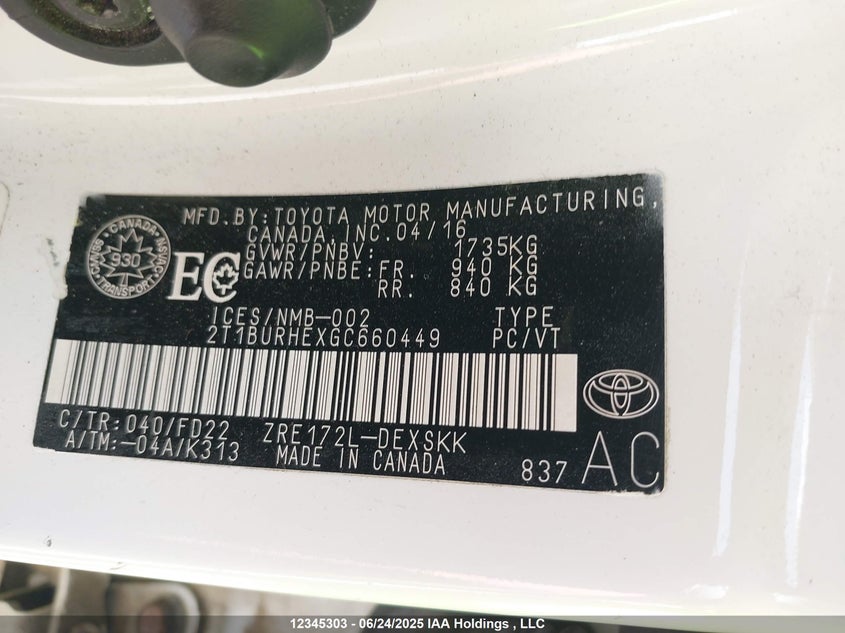 MFD.BY:TOYOTA MOTOR MANUFACTURING,
CANADA, INC.04/16
GVWR/PNBV: 1735KG
GAWR/PNBE:FR. 940 KG
RR. 840 KG
CANADA
930
TRANSPORT
EC
ICES/NMB-002 TYPE
2T1BURHEXGC660449 PC/VT
C/TR:040/FD22 ZRE172L-DEXSKK
A/TM:-04A/K313 MADE IN CANADA
837 AC
12345303 - 06/24/2025 IAA Holdings , LLC